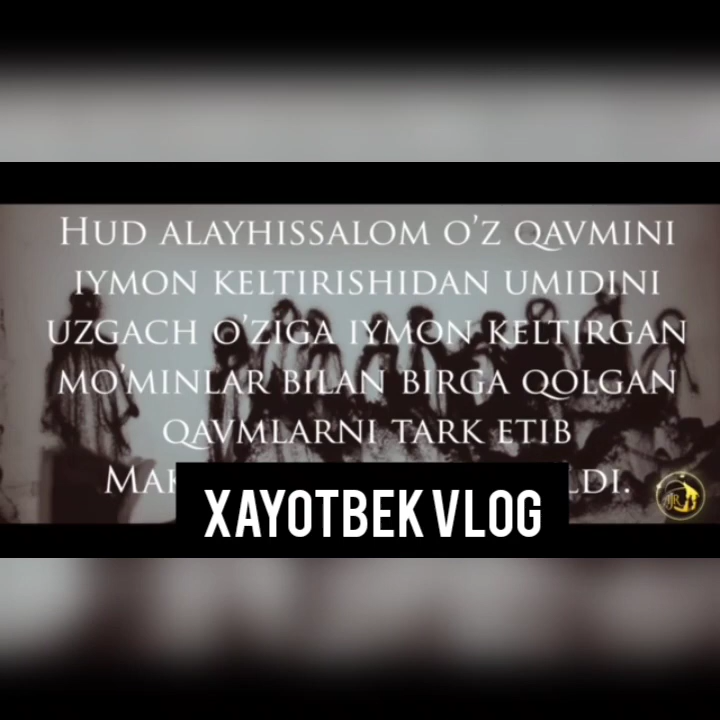 Hud alayhissalom o'z qavmini
iymon keltirishidan umidini
uzgach o'ziga iymon keltirgan
mo'minlar bilan birga qolgan
qavmlarni tark etib
XAYOTBEK VLOG